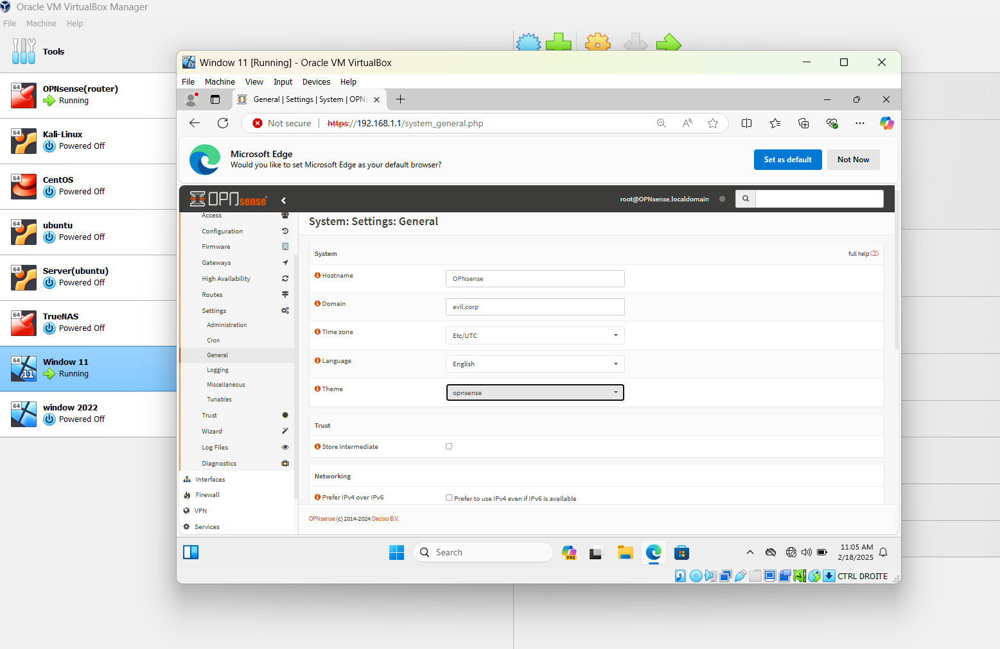 Oracle VM VirtualBox Manager
File Machine Help
Tools
64 OPNsense(router)
Running
64 Kali-Linux
Powered Off
64 CentOS
Powered Off
64 ubuntu
Powered Off
64 Server(ubuntu)
Powered Off
64 TrueNAS
Powered Off
64 11 Window 11
Running
64 window 2022
Powered Off
64 11 Window 11 [Running] - Oracle VM VirtualBox
File Machine View Input Devices Help
General | Settings | System | OPNs
Not secure https://192.168.1.1/system_general.php
Microsoft Edge
Would you like to set Microsoft Edge as your default browser?
Set as default Not Now
OPNsense root@OPNsense.localdomain
Access
Configuration
Firmware
Gateways
High Availability
Routes
Settings
Administration
Cron
General
Logging
Miscellaneous
Tunables
Trust
Wizard
Log Files
Diagnostics
Interfaces
Firewall
VPN
Services
System: Settings: General
System full help
Hostname OPNsense
Domain evil.corp
Time zone Etc/UTC
Language English
Theme opnsense
Trust
Store intermediate
Networking
Prefer IPv4 over IPv6 Prefer to use IPv4 even if IPv6 is available
OPNsense (c) 2014-2024 Deciso B.V.
Search PRE 11:05 AM
2/18/2025
CTRL DROITE